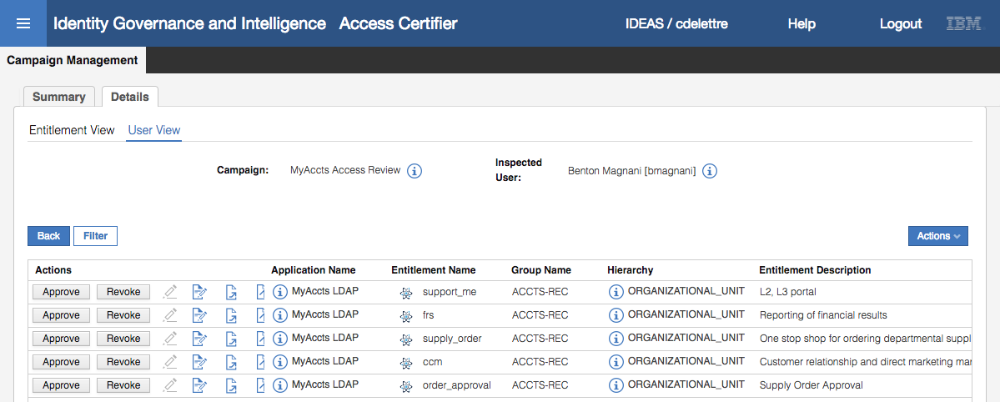 Identity Governance and Intelligence Access Certifier IDEAS / cdelettre Help Logout IBM
Campaign Management
Summary Details
Entitlement View User View
Campaign: MyAccts Access Review Inspected User: Benton Magnani [bmagnani]
Back Filter Actions
Actions Application Name Entitlement Name Group Name Hierarchy Entitlement Description
Approve Revoke MyAccts LDAP support_me ACCTS-REC ORGANIZATIONAL_UNIT L2, L3 portal
Approve Revoke MyAccts LDAP frs ACCTS-REC ORGANIZATIONAL_UNIT Reporting of financial results
Approve Revoke MyAccts LDAP supply_order ACCTS-REC ORGANIZATIONAL_UNIT One stop shop for ordering departmental suppl
Approve Revoke MyAccts LDAP ccm ACCTS-REC ORGANIZATIONAL_UNIT Customer relationship and direct marketing mar
Approve Revoke MyAccts LDAP order_approval ACCTS-REC ORGANIZATIONAL_UNIT Supply Order Approval